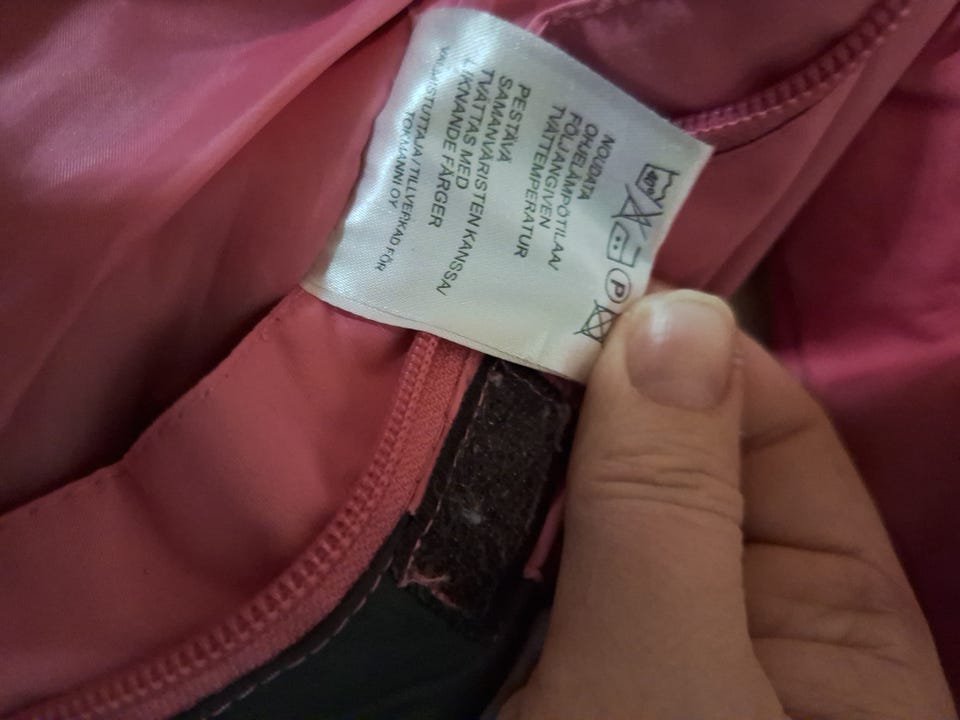 40°
P
NOUDATA
OHJELÄMPÖTILAA/
FÖLJ ANGIVEN
TVÄTTEMPERATUR
PESTÄVÄ
SAMANVÄRISTEN KANSSA/
TVÄTTAS MED
LIKNANDE FÄRGER
VALMISTUTTAJA/TILLVERKAD FÖR
TOKMANNI OY